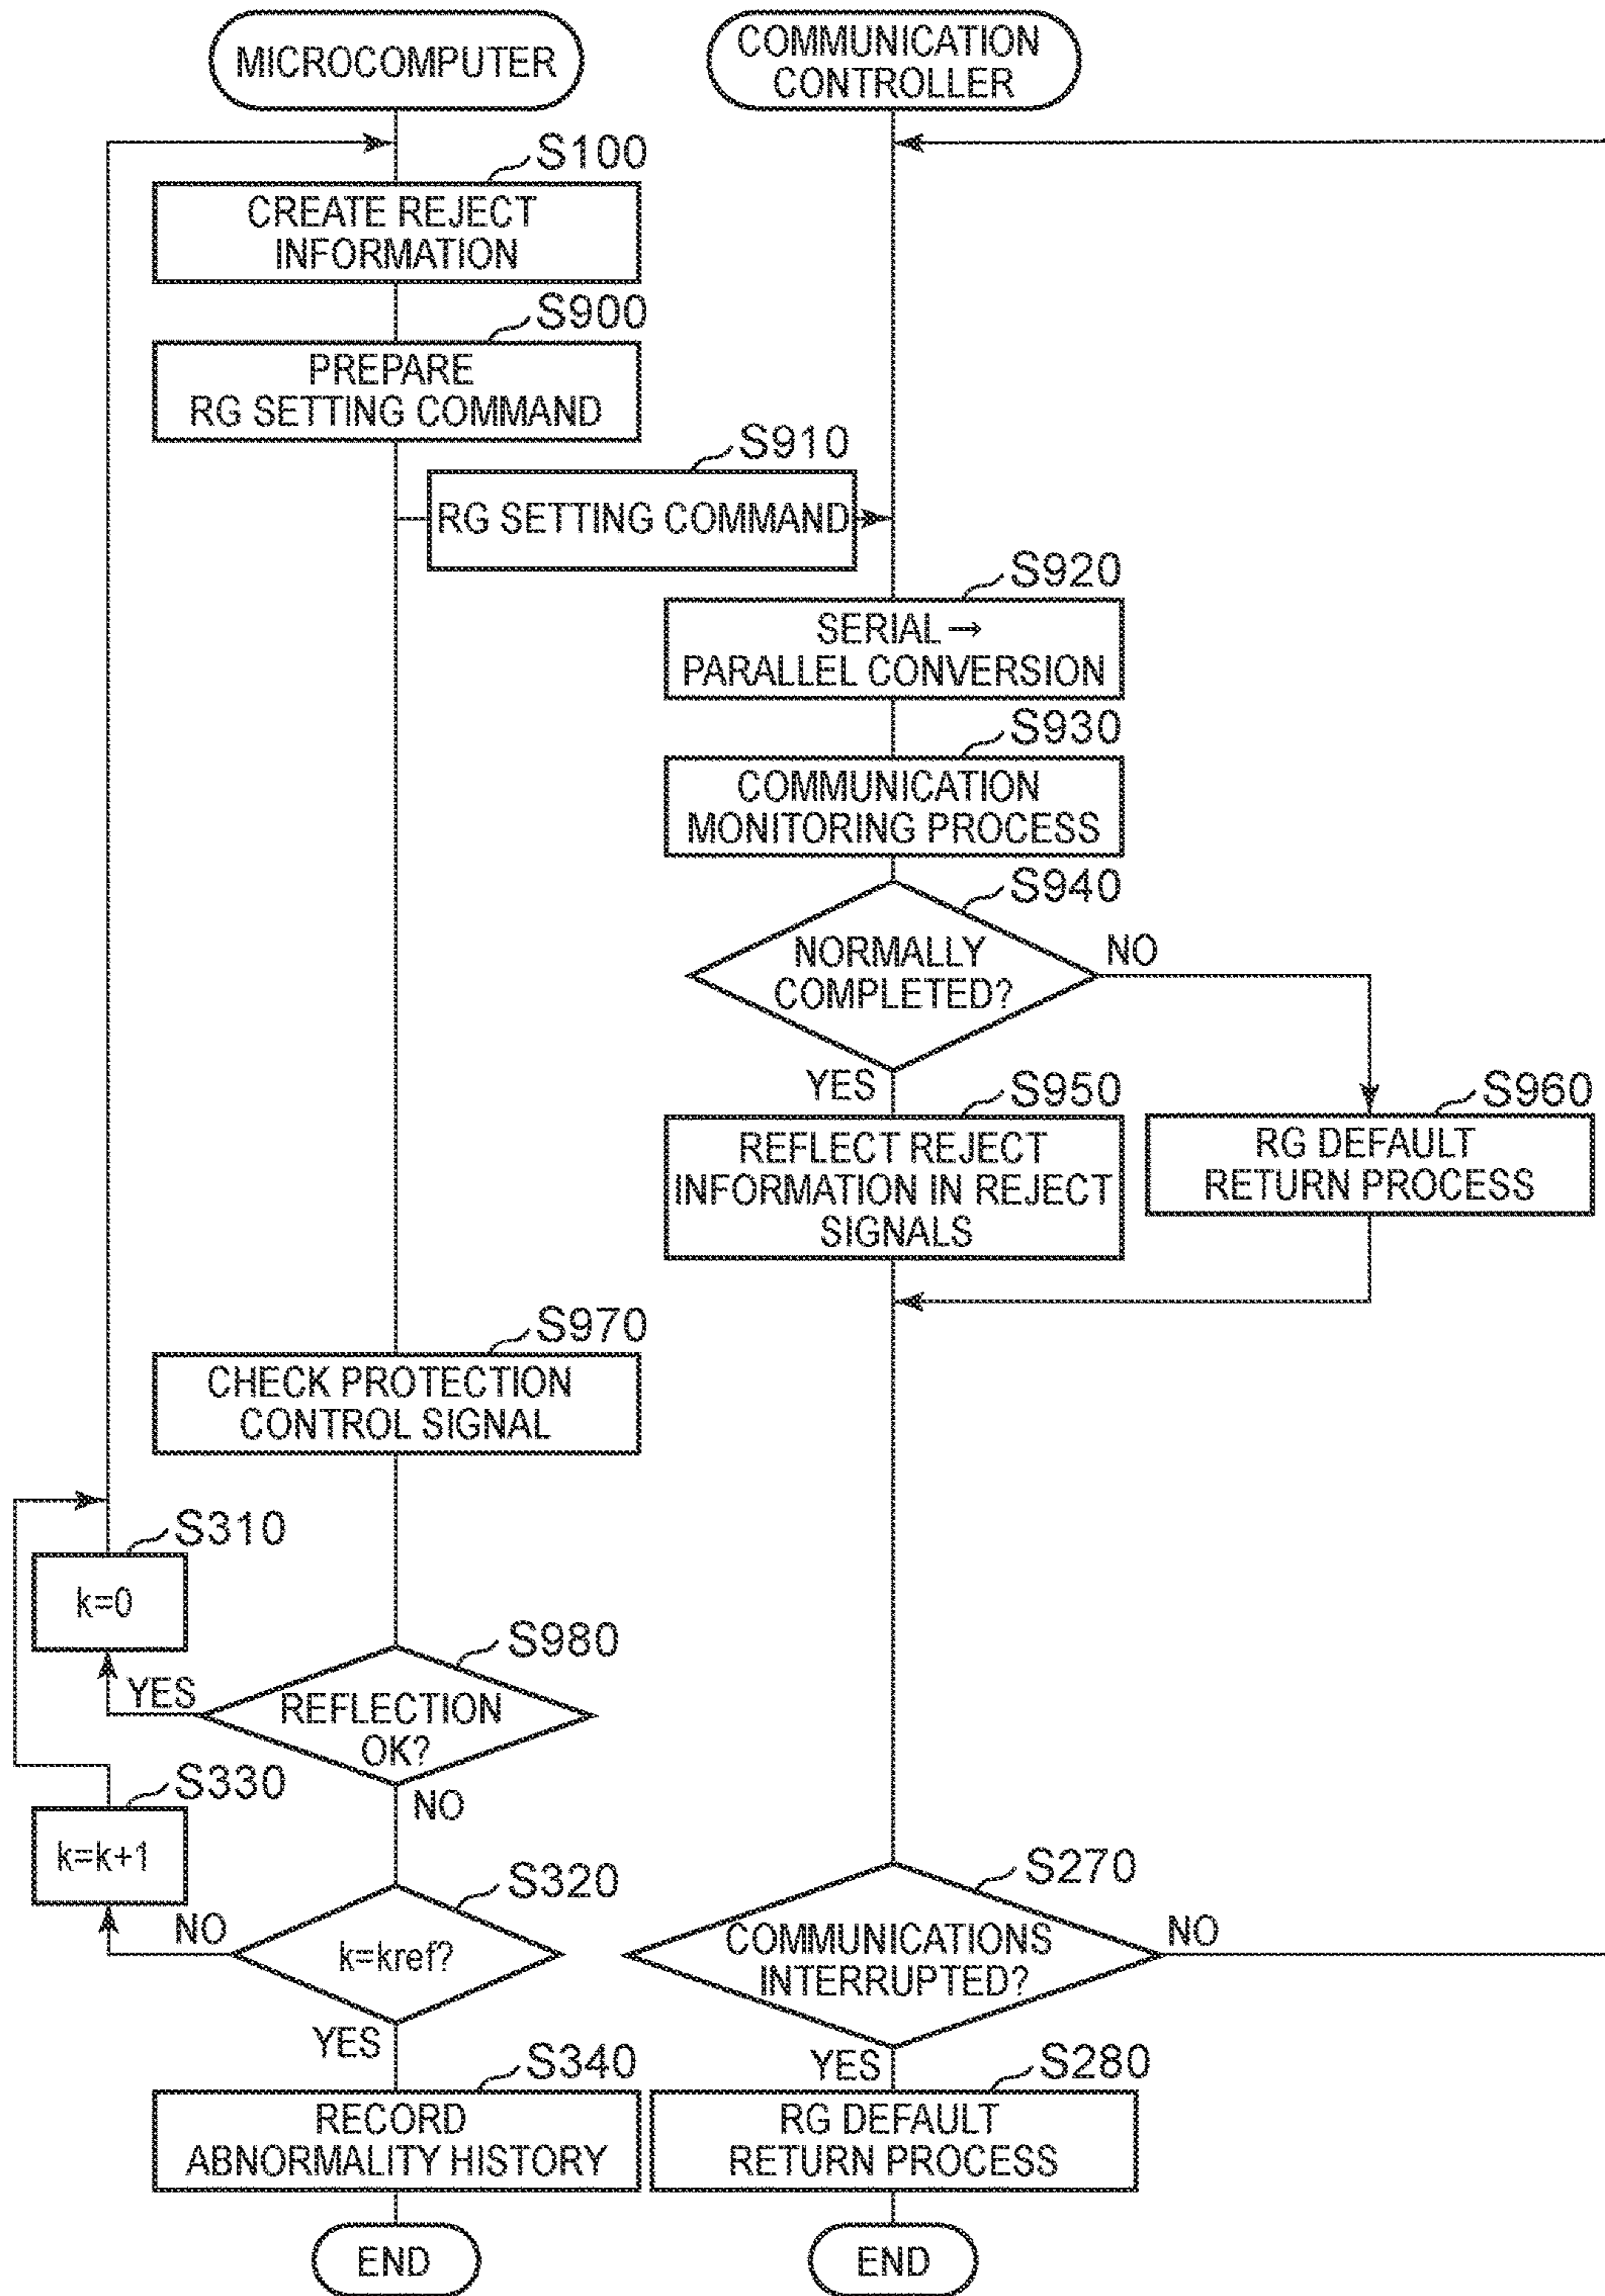 MICROCOMPUTER
COMMUNICATION
CONTROLLER
S100
CREATE REJECT
INFORMATION
S900
PREPARE
RG SETTING COMMAND
S910
RG SETTING COMMAND
S920
SERIAL →
PARALLEL CONVERSION
S930
COMMUNICATION
MONITORING PROCESS
S940
NORMALLY
COMPLETED?
NO
YES
S950
REFLECT REJECT
INFORMATION IN REJECT
SIGNALS
S960
RG DEFAULT
RETURN PROCESS
S970
CHECK PROTECTION
CONTROL SIGNAL
S310
k=0
S980
YES
REFLECTION
OK?
NO
S330
k=k+1
S320
NO
k=kref?
YES
S270
COMMUNICATIONS
INTERRUPTED?
NO
YES
S340
RECORD
ABNORMALITY HISTORY
S280
RG DEFAULT
RETURN PROCESS
END
END